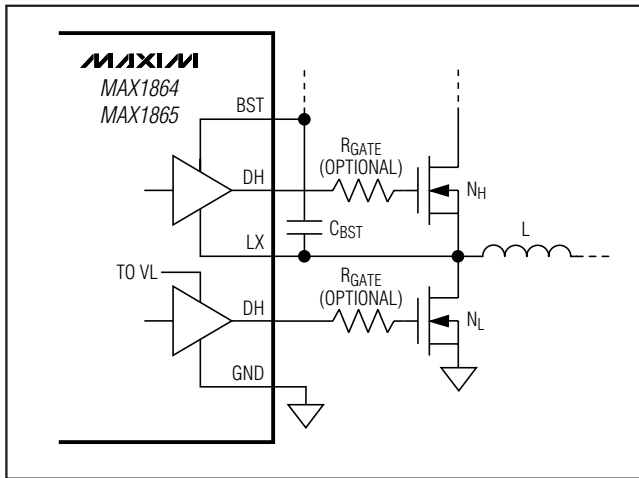 MAXIM
MAX1864
MAX1865
BST
DH
LX
TO VL
DH
GND
RGATE
(OPTIONAL)
CBST
RGATE
(OPTIONAL)
NH
L
NL